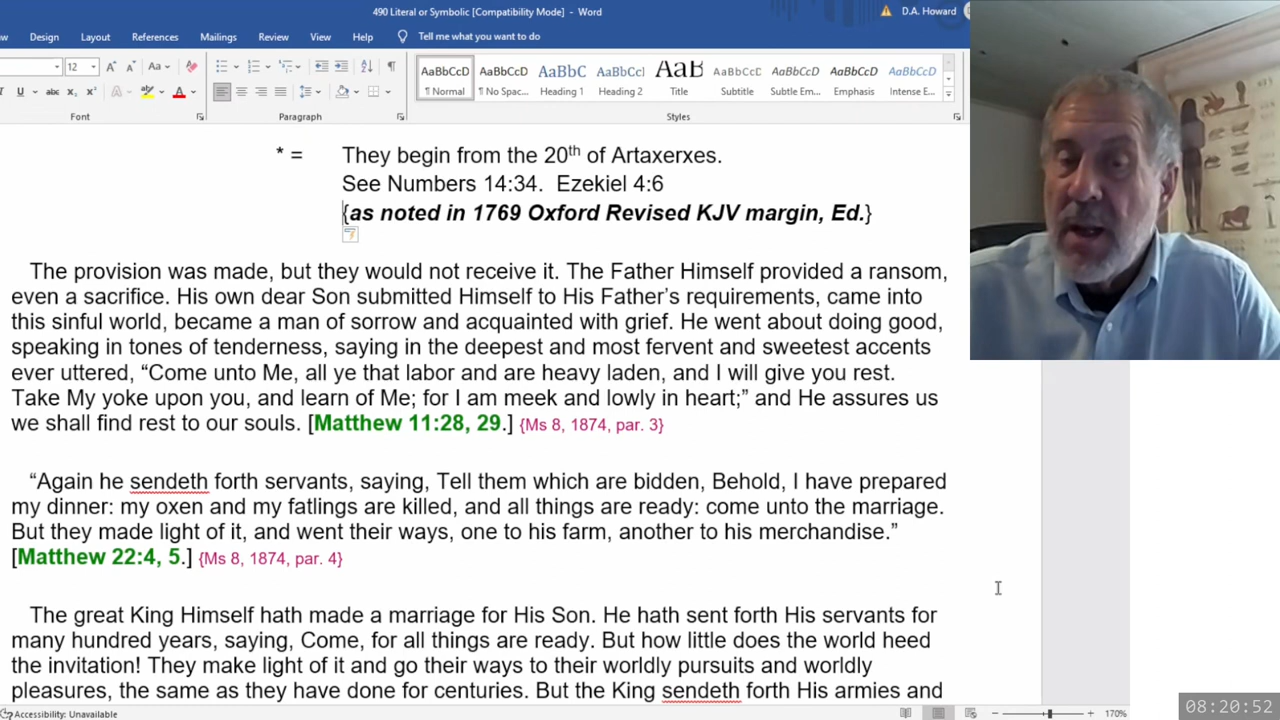 490 Literal or Symbolic [Compatibility Mode] - Word
D.A. Howard
Design Layout References Mailings Review View Help Tell me what you want to do
12 Aa
AaBbCcD AaBbCcD AaBbC AaBbCcl AaB AaBbCcD AaBbCcD AaBbCcD AaBbCcD
¶ Normal ¶ No Spac... Heading 1 Heading 2 Title Subtitle Subtle Em... Emphasis Intense E...
Font Paragraph Styles
* = They begin from the 20th of Artaxerxes.
See Numbers 14:34. Ezekiel 4:6
{as noted in 1769 Oxford Revised KJV margin, Ed.}
The provision was made, but they would not receive it. The Father Himself provided a ransom,
even a sacrifice. His own dear Son submitted Himself to His Father’s requirements, came into
this sinful world, became a man of sorrow and acquainted with grief. He went about doing good,
speaking in tones of tenderness, saying in the deepest and most fervent and sweetest accents
ever uttered, “Come unto Me, all ye that labor and are heavy laden, and I will give you rest.
Take My yoke upon you, and learn of Me; for I am meek and lowly in heart;” and He assures us
we shall find rest to our souls. [Matthew 11:28, 29.] {Ms 8, 1874, par. 3}
“Again he sendeth forth servants, saying, Tell them which are bidden, Behold, I have prepared
my dinner: my oxen and my fatlings are killed, and all things are ready: come unto the marriage.
But they made light of it, and went their ways, one to his farm, another to his merchandise.”
[Matthew 22:4, 5.] {Ms 8, 1874, par. 4}
The great King Himself hath made a marriage for His Son. He hath sent forth His servants for
many hundred years, saying, Come, for all things are ready. But how little does the world heed
the invitation! They make light of it and go their ways to their worldly pursuits and worldly
pleasures, the same as they have done for centuries. But the King sendeth forth His armies and
Accessibility: Unavailable
170%
08:20:52